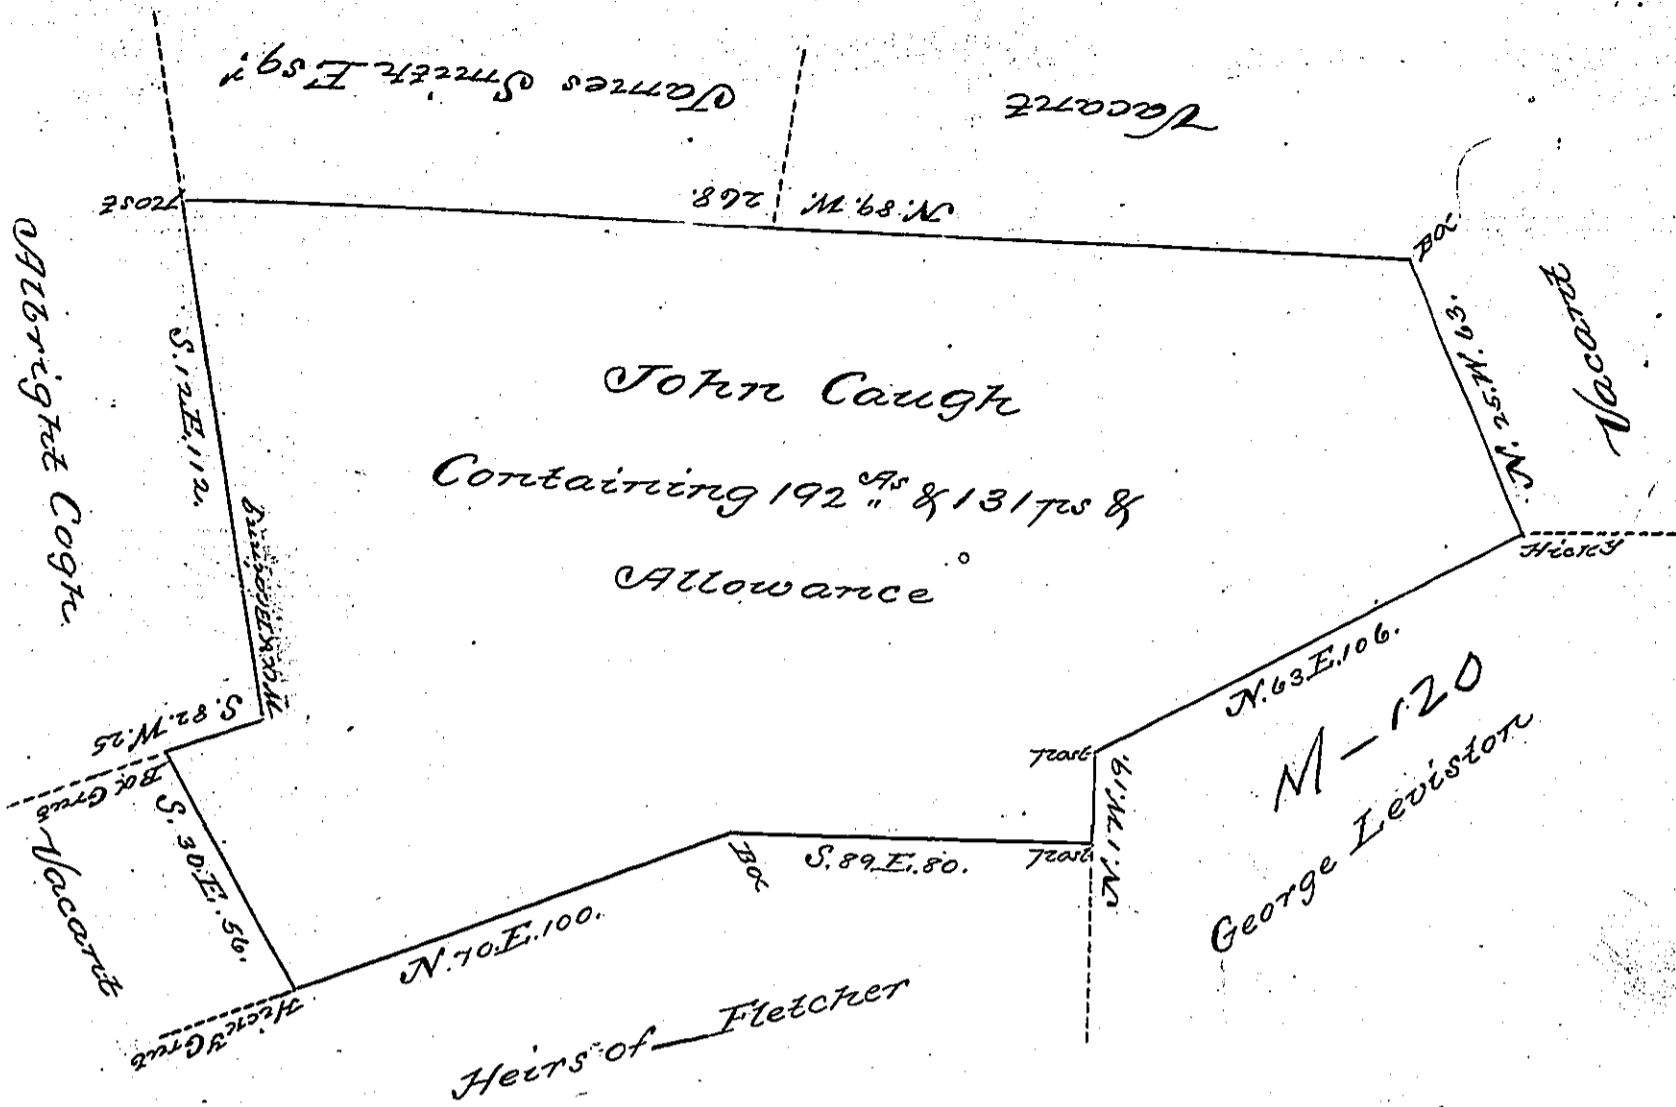 James Smith Esqr.
Vacant
post
N. 89. W. 268.
BO
Albright Cogh
S. 12. E. 112.
N. 25. W. 63.
Vacant
John Caugh
Containing 192 As & 131 ps &
Allowance
Hicky
N. 63. E. 106.
M-120
George Leviston
S. 82. W. 25
BO Grub
S. 30. E. 56.
Vacant
post
N. 1. W. 19.
BO
S. 89. E. 80.
post
N. 70. E. 100.
Hicky Grub
Heirs of Fletcher